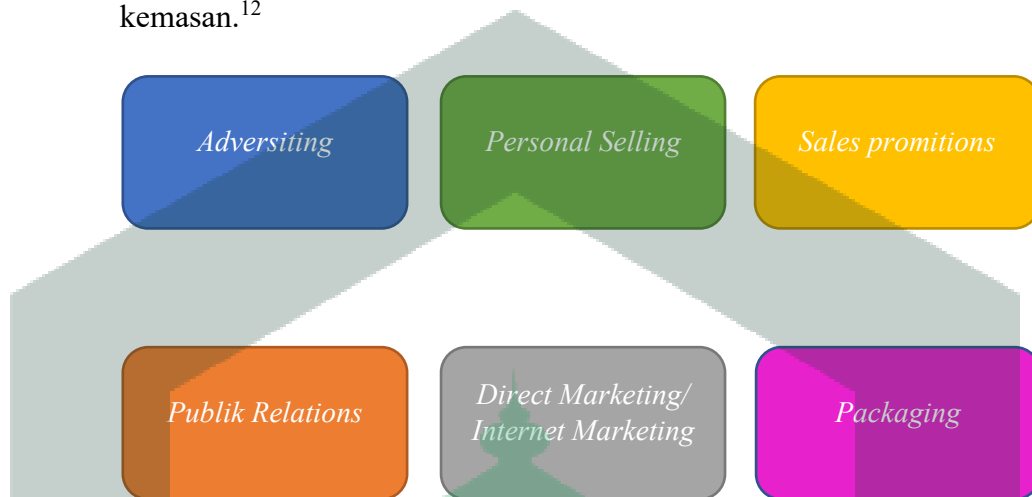 kemasan.12
Adversiting
Personal Selling
Sales promitions
Publik Relations
Direct Marketing/
Internet Marketing
Packaging